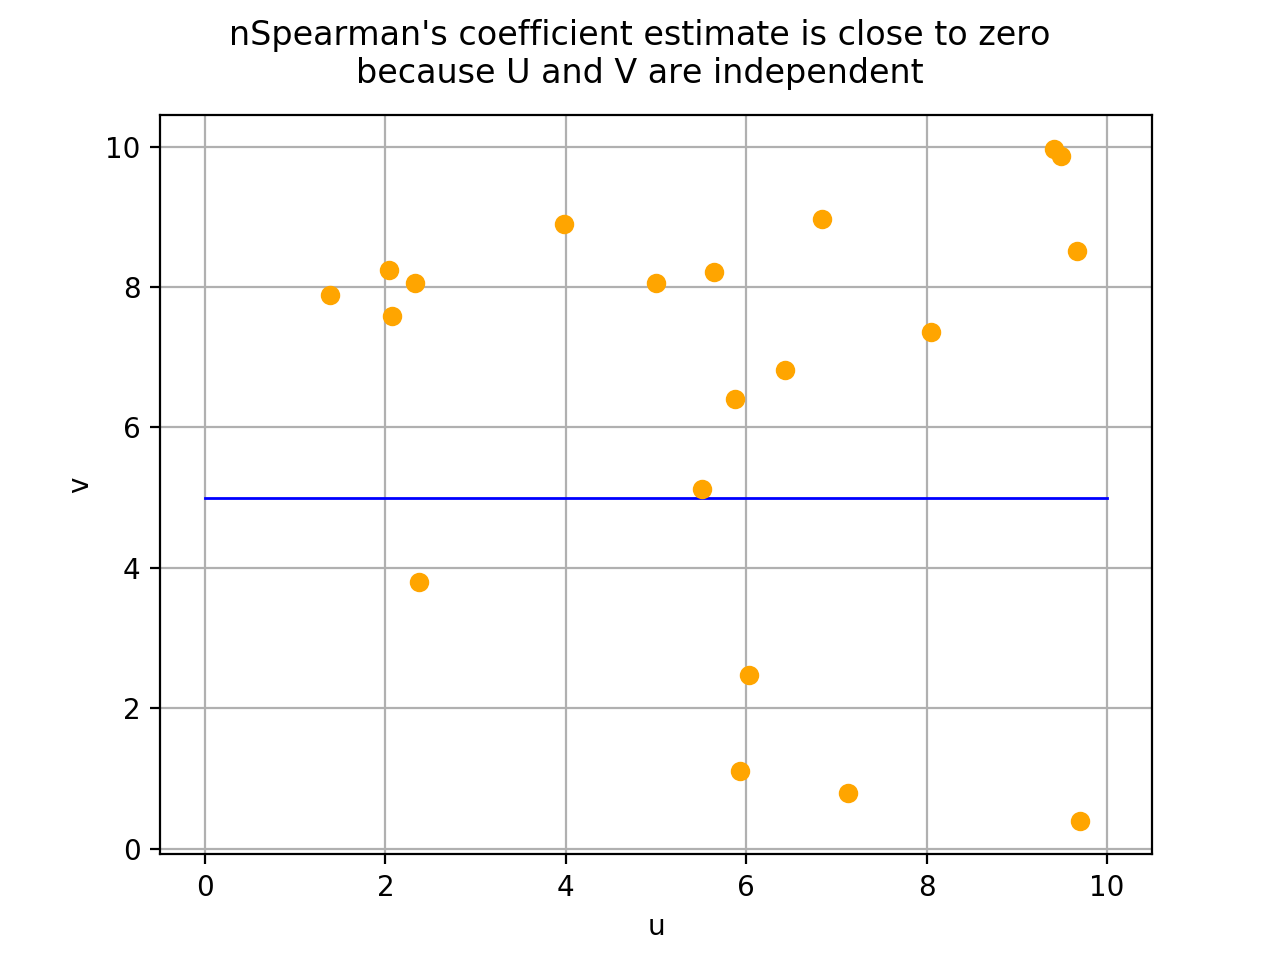 nSpearman's coefficient estimate is close to zero
because U and V are independent
10
8
6
4
2
0
v
0 2 4 6 8 10
u